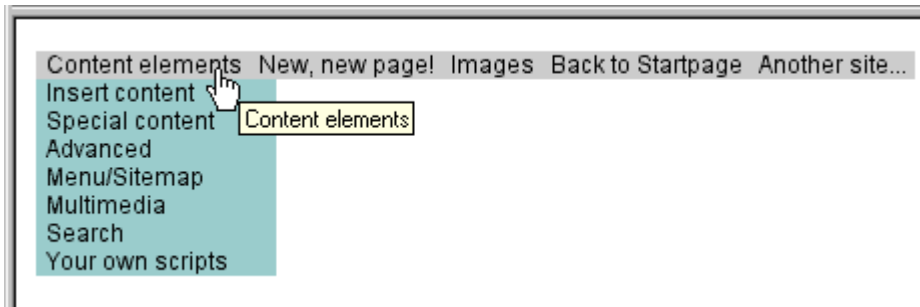 Content elements New, new page! Images Back to Startpage Another site...
Insert content
Special content
Content elements
Advanced
Menu/Sitemap
Multimedia
Search
Your own scripts